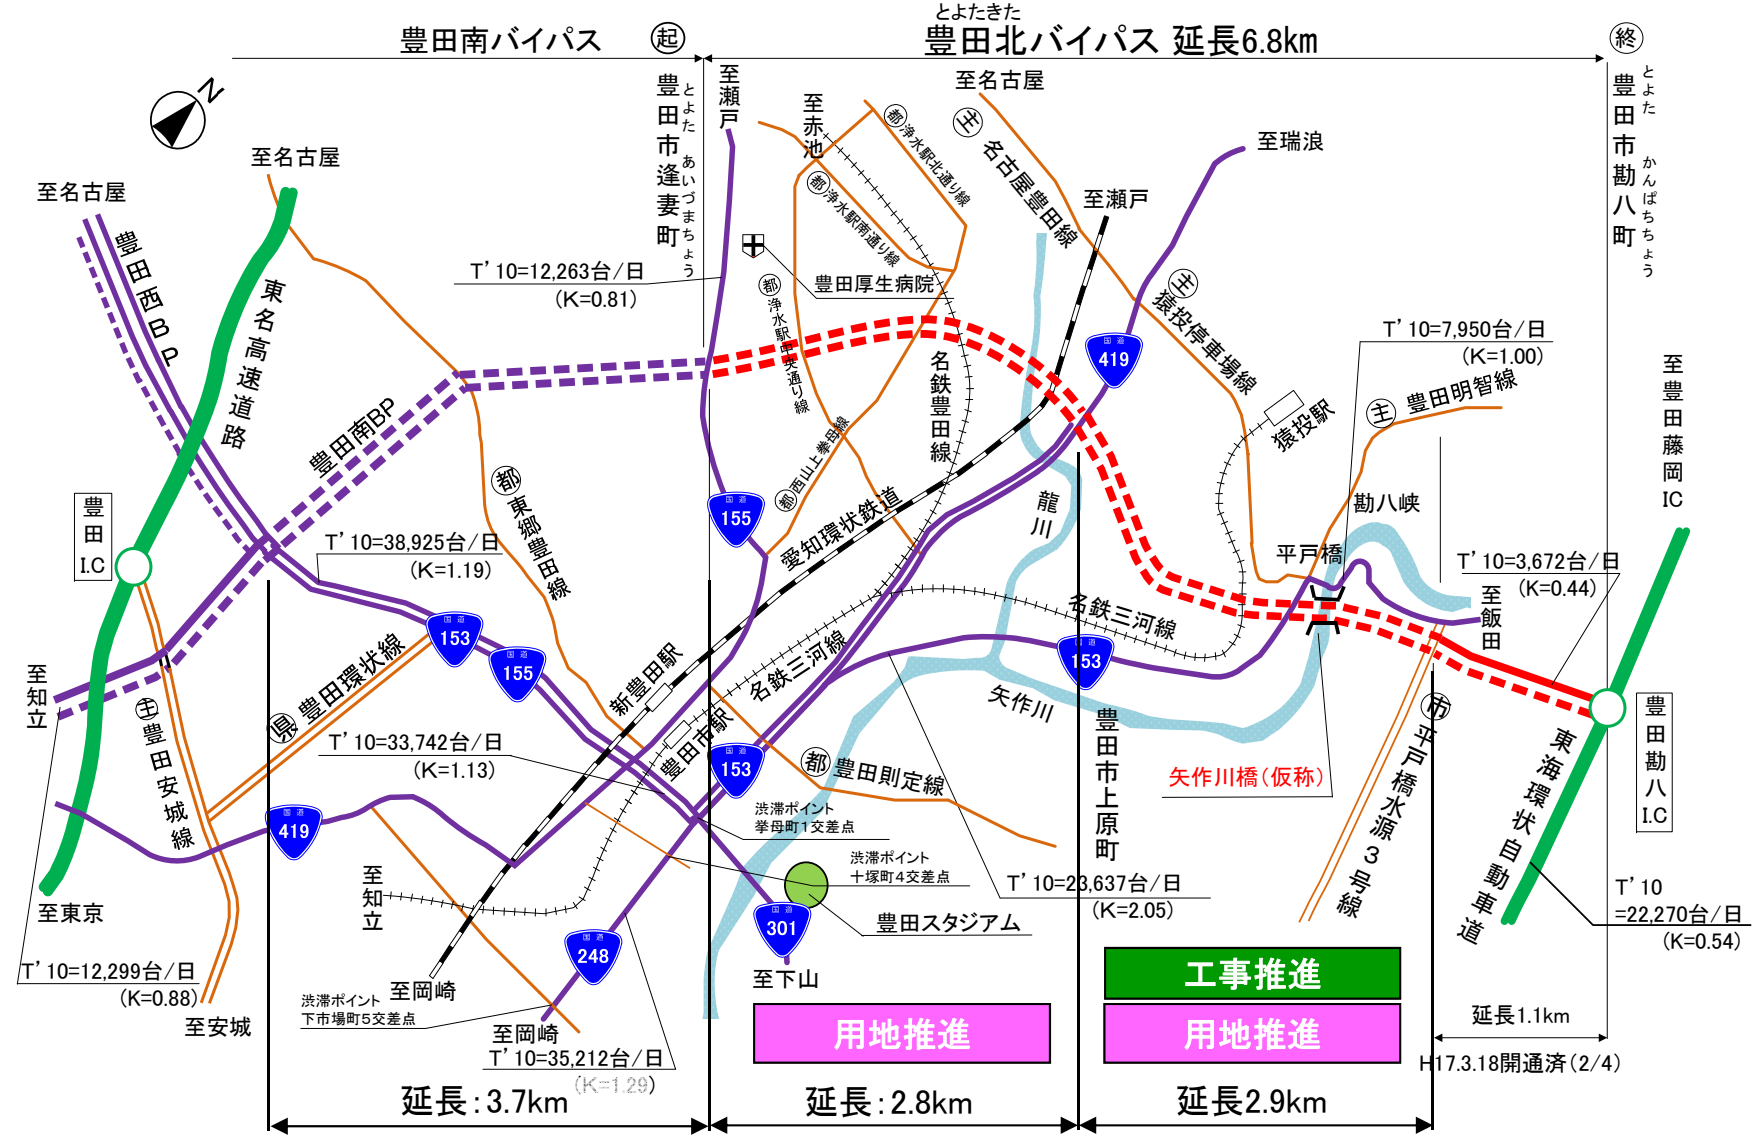 とよたきた
豊田南バイパス
起
豊田北バイパス 延長6.8km
終
豊田市逢妻町
とよた あいづまちょう
豊田市勘八町
とよた かんぱちちょう
N
至名古屋
至名古屋
至瀬戸
至赤池
都 浄水駅北通り線
都 浄水駅南通り線
至名古屋
主 名古屋豊田線
至瑞浪
至瀬戸
豊田西BP
東名高速道路
T'10=12,263台/日
(K=0.81)
豊田厚生病院
都 浄水駅中央通り線
主 猿投停車場線
国道
419
T'10=7,950台/日
(K=1.00)
主 豊田明智線
至豊田藤岡IC
猿投駅
名鉄豊田線
豊田南BP
都 西山上挙母線
都 東郷豊田線
国道
155
愛知環状鉄道
龍川
勘八峡
平戸橋
豊田I.C
T'10=38,925台/日
(K=1.19)
T'10=3,672台/日
(K=0.44)
至飯田
国道
153
国道
155
名鉄三河線
国道
153
名鉄三河線
新豊田駅
豊田市駅
県 豊田環状線
至知立
主 豊田安城線
矢作川
豊田市上原町
市 平戸橋水源3号線
豊田勘八I.C
東海環状自動車道
T'10=33,742台/日
(K=1.13)
国道
153
都 豊田則定線
矢作川橋(仮称)
渋滞ポイント
挙母町1交差点
国道
419
渋滞ポイント
十塚町4交差点
至知立
T'10=23,637台/日
(K=2.05)
T'10
=22,270台/日
(K=0.54)
至東京
国道
301
豊田スタジアム
国道
248
T'10=12,299台/日
(K=0.88)
至岡崎
至下山
工事推進
渋滞ポイント
下市場町5交差点
至安城
至岡崎
用地推進
用地推進
延長1.1km
T'10=35,212台/日
(K=1.29)
H17.3.18開通済(2/4)
延長:3.7km
延長:2.8km
延長2.9km